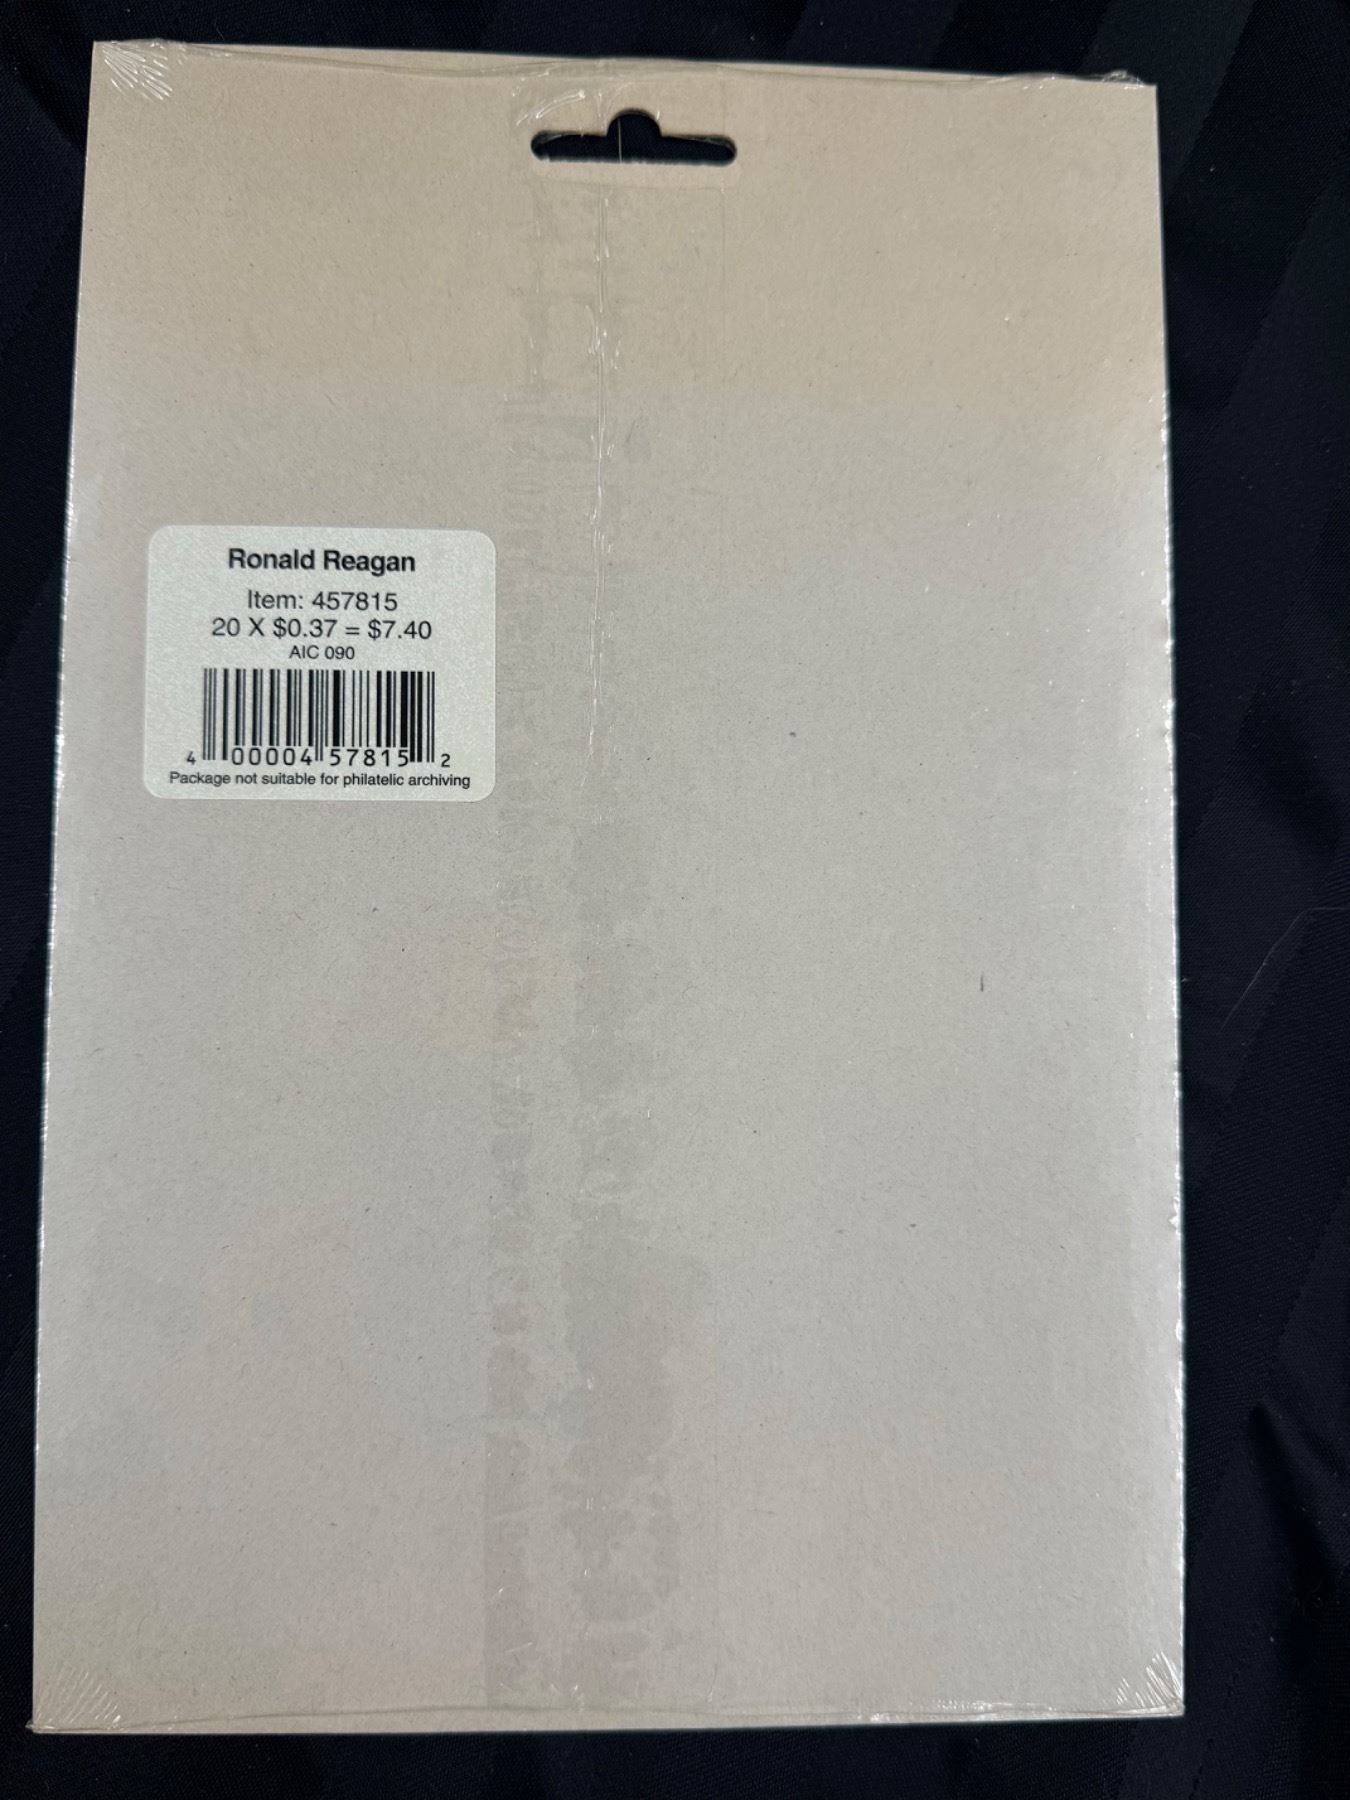 Ronald Reagan
Item: 457815
20 X $0.37 = $7.40
AIC 090
4 00004 57815 2
Package not suitable for philatelic archiving